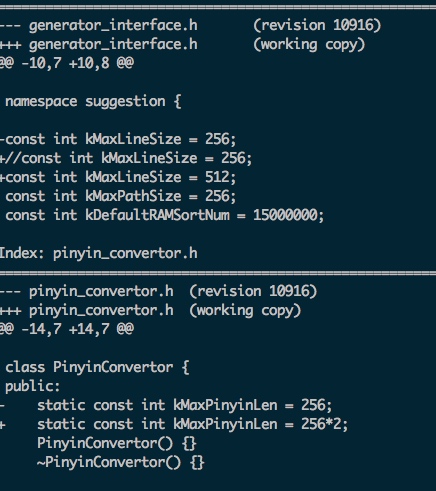 --- generator_interface.h (revision 10916)
+++ generator_interface.h (working copy)
@@ -10,7 +10,8 @@
namespace suggestion {
-const int kMaxLineSize = 256;
+//const int kMaxLineSize = 256;
+const int kMaxLineSize = 512;
const int kMaxPathSize = 256;
const int kDefaultRAMSortNum = 15000000;
Index: pinyin_convertor.h
===================================================================
--- pinyin_convertor.h (revision 10916)
+++ pinyin_convertor.h (working copy)
@@ -14,7 +14,7 @@
class PinyinConvertor {
public:
-    static const int kMaxPinyinLen = 256;
+    static const int kMaxPinyinLen = 256*2;
PinyinConvertor() {}
~PinyinConvertor() {}